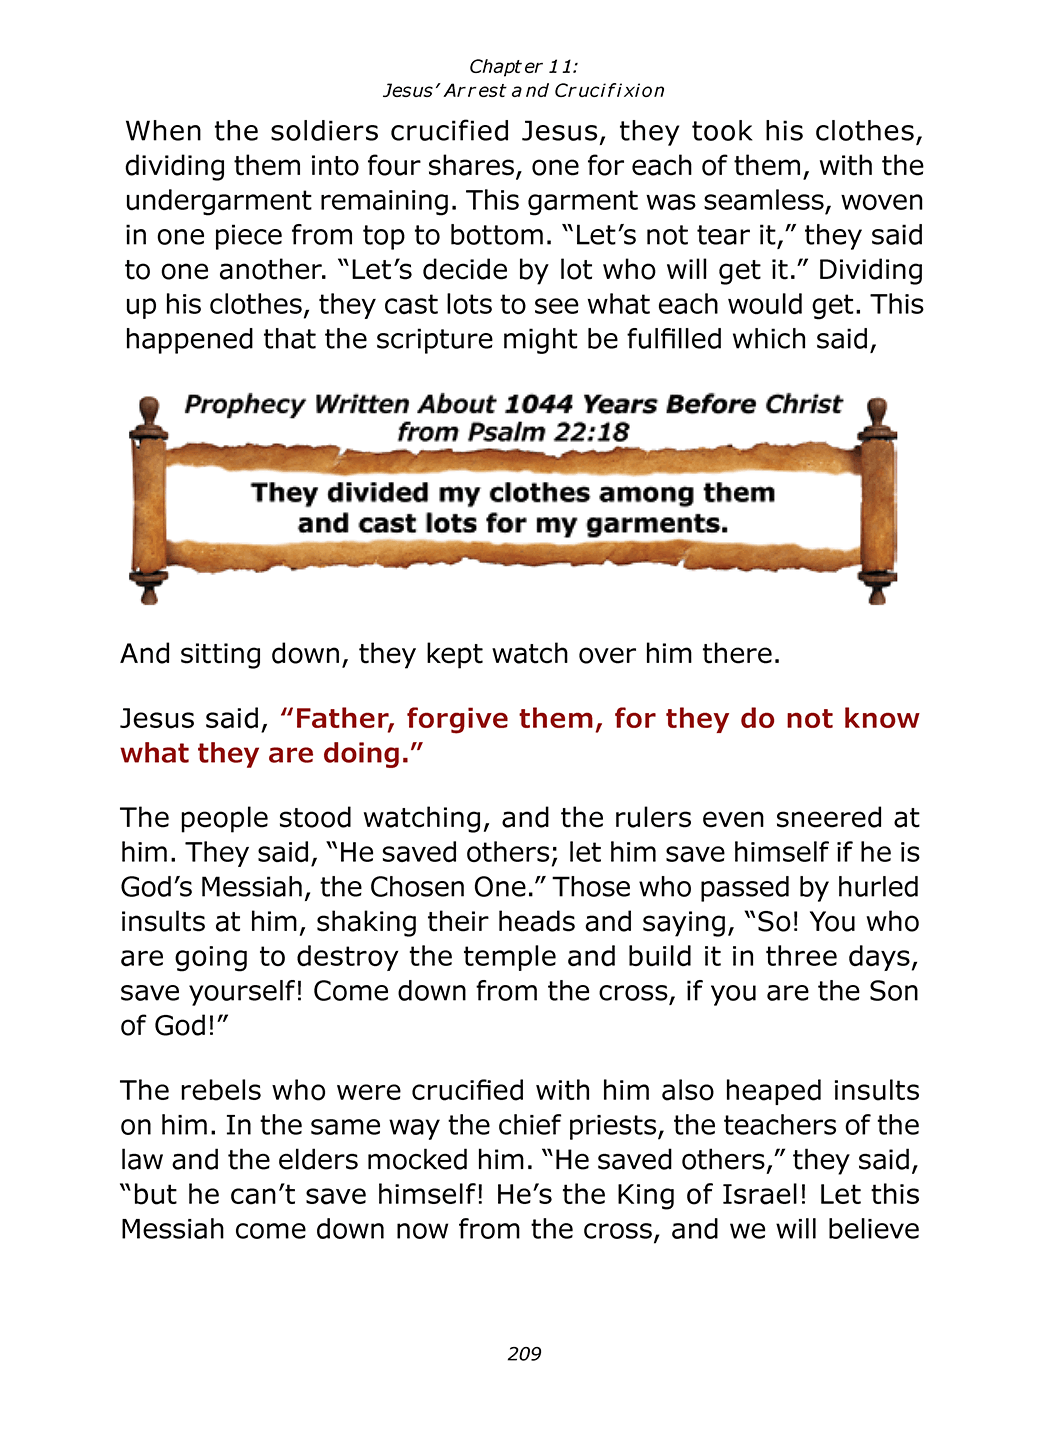 Chapter 11:
Jesus’ Arrest and Crucifixion
When the soldiers crucified Jesus, they took his clothes,
dividing them into four shares, one for each of them, with the
undergarment remaining. This garment was seamless, woven
in one piece from top to bottom. “Let’s not tear it,” they said
to one another. “Let’s decide by lot who will get it.” Dividing
up his clothes, they cast lots to see what each would get. This
happened that the scripture might be fulfilled which said,
Prophecy Written About 1044 Years Before Christ
from Psalm 22:18
They divided my clothes among them
and cast lots for my garments.
And sitting down, they kept watch over him there.
Jesus said, “Father, forgive them, for they do not know
what they are doing.”
The people stood watching, and the rulers even sneered at
him. They said, “He saved others; let him save himself if he is
God’s Messiah, the Chosen One.” Those who passed by hurled
insults at him, shaking their heads and saying, “So! You who
are going to destroy the temple and build it in three days,
save yourself! Come down from the cross, if you are the Son
of God!”
The rebels who were crucified with him also heaped insults
on him. In the same way the chief priests, the teachers of the
law and the elders mocked him. “He saved others,” they said,
“but he can’t save himself! He’s the King of Israel! Let this
Messiah come down now from the cross, and we will believe
209